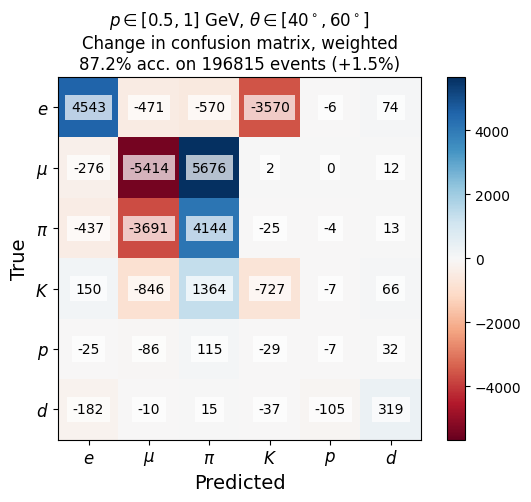 p ∈ [0.5, 1] GeV, θ ∈ [40°, 60°]
Change in confusion matrix, weighted
87.2% acc. on 196815 events (+1.5%)
e 4543 -471 -570 -3570 -6 74
μ -276 -5414 5676 2 0 12
π -437 -3691 4144 -25 -4 13
K 150 -846 1364 -727 -7 66
p -25 -86 115 -29 -7 32
d -182 -10 15 -37 -105 319
e μ π K p d
Predicted
True
4000
2000
0
−2000
−4000